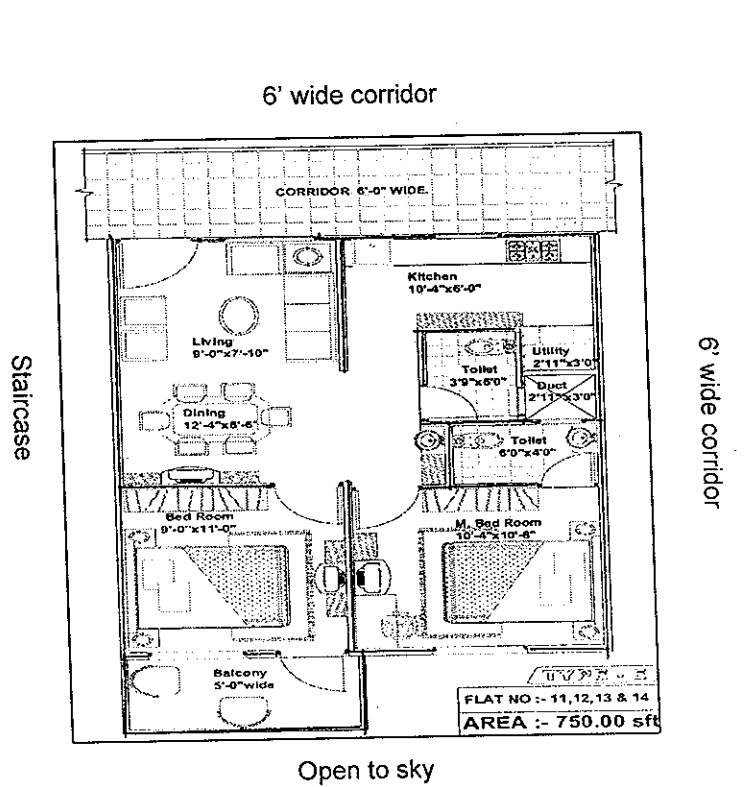 6' wide corridor
CORRIDOR 6'-0" WIDE.
Kitchen
10'-4"x6'-0"
Living
9'-0"x7'-10"
Utility
2'11"x3'0"
Toilet
3'9"x6'0"
Duct
2'11"x3'0"
Dining
12'-4"x8'-6"
Toilet
6'0"x4'0"
Staircase
6' wide corridor
Bed Room
9'-0"x11'-0"
M. Bed Room
10'-4"x10'-8"
Balcony
5'-0"wide
TYPE - E
FLAT NO :- 11,12,13 & 14
AREA :- 750.00 sft
Open to sky